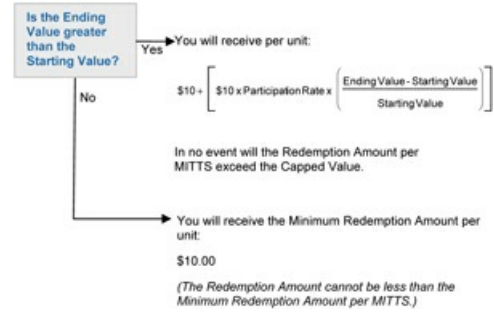 Is the Ending
Value greater
than the
Starting Value?
Yes
You will receive per unit:
$10 + [ $10 x Participation Rate x ( Ending Value - Starting Value / Starting Value ) ]
No
In no event will the Redemption Amount per
MITTS exceed the Capped Value.
You will receive the Minimum Redemption Amount per
unit:
$10.00
(The Redemption Amount cannot be less than the
Minimum Redemption Amount per MITTS.)